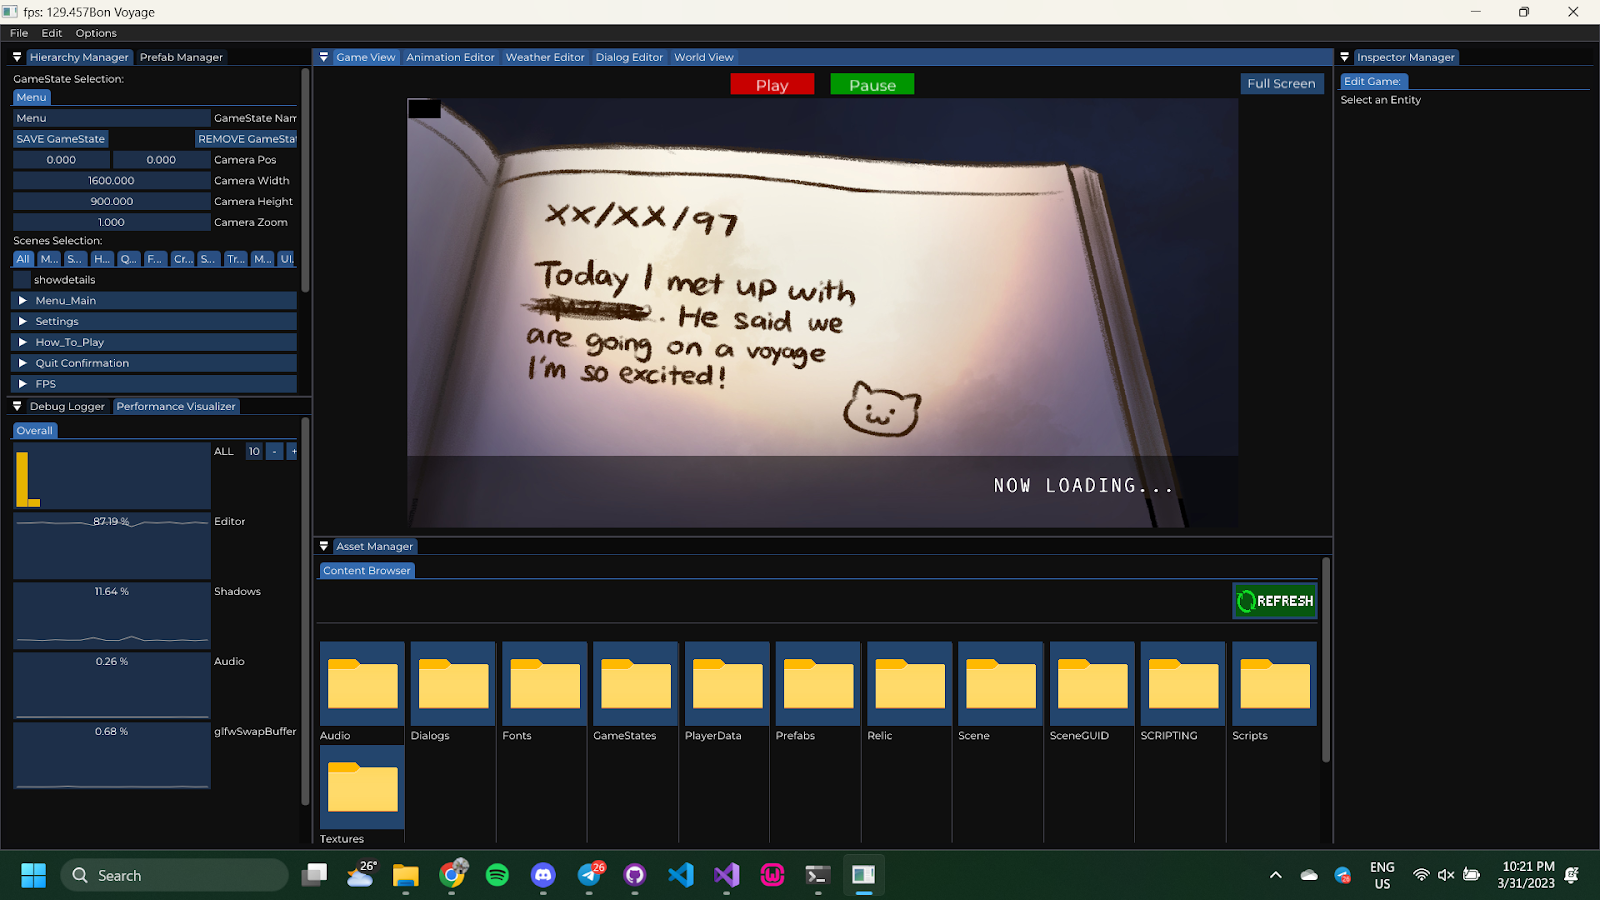 fps: 129.457Bon Voyage
File Edit Options
Hierarchy Manager Prefab Manager
GameState Selection:
Menu
Menu GameState Nam
SAVE GameState REMOVE GameStat
0.000 0.000 Camera Pos
1600.000 Camera Width
900.000 Camera Height
1.000 Camera Zoom
Scenes Selection:
All M... S... H... Q... F... Cr... S... Tr... M... UI.
showdetails
Menu_Main
Settings
How_To_Play
Quit Confirmation
FPS
Debug Logger Performance Visualizer
Overall
ALL 10 - +
87.19 % Editor
11.64 % Shadows
0.26 % Audio
0.68 % glfwSwapBuffer
Game View Animation Editor Weather Editor Dialog Editor World View
Play Pause Full Screen
XX/XX/97
Today I met up with
. He said we
are going on a voyage
I'm so excited!
NOW LOADING...
Asset Manager
Content Browser
REFRESH
Audio Dialogs Fonts GameStates PlayerData Prefabs Relic Scene SceneGUID SCRIPTING Scripts
Textures
Inspector Manager
Edit Game:
Select an Entity
Search
26°
26
ENG
US
10:21 PM
3/31/2023